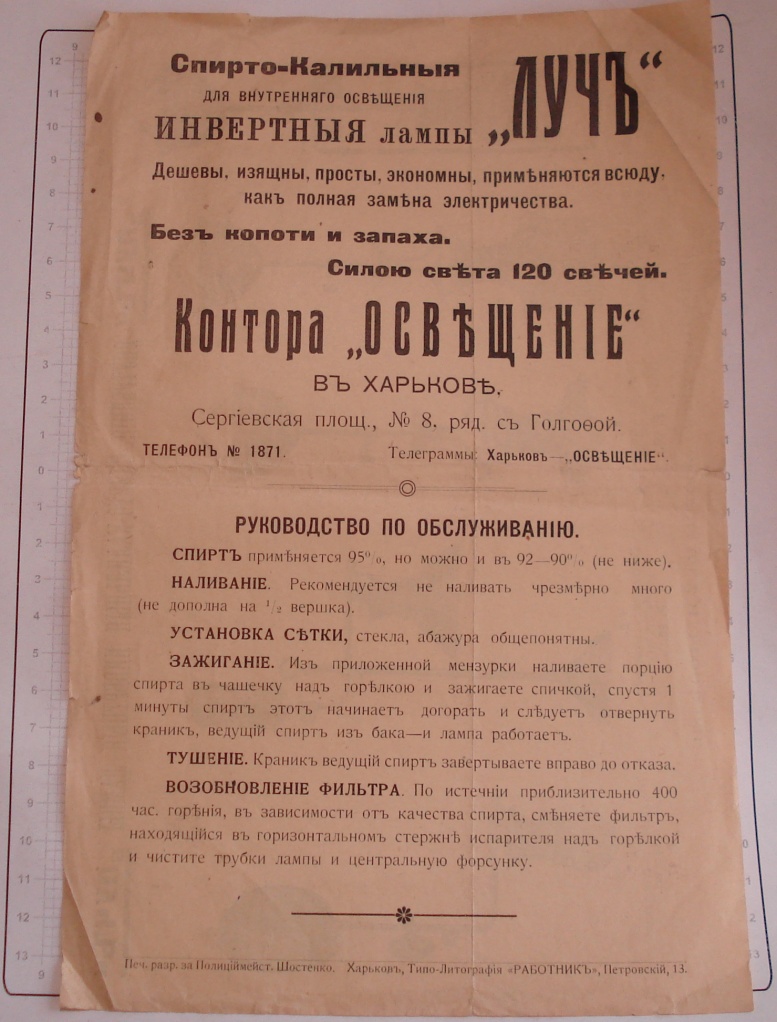 Спирто-Калильныя
для внутренняго освѣщенія
ИНВЕРТНЫЯ лампы „ЛУЧЪ“
Дешевы, изящны, просты, экономны, примѣняются всюду,
какъ полная замѣна электричества.
Безъ копоти и запаха.
Силою свѣта 120 свѣчей.
Контора „ОСВѢЩЕНІЕ“
ВЪ ХАРЬКОВѢ,
Сергіевская площ., № 8, ряд. съ Голгоѳой.
ТЕЛЕФОНЪ № 1871. Телеграммы: Харьковъ—„ОСВѢЩЕНІЕ“.
РУКОВОДСТВО ПО ОБСЛУЖИВАНІЮ.
СПИРТЪ примѣняется 95%, но можно и въ 92—90% (не ниже).
НАЛИВАНІЕ. Рекомендуется не наливать чрезмѣрно много
(не дополна на ½ вершка).
УСТАНОВКА СѢТКИ, стекла, абажура общепонятны.
ЗАЖИГАНІЕ. Изъ приложенной мензурки наливаете порцію
спирта въ чашечку надъ горѣлкою и зажигаете спичкой, спустя 1
минуты спиртъ этотъ начинаетъ догорать и слѣдуетъ отвернуть
краникъ, ведущій спиртъ изъ бака—и лампа работаетъ.
ТУШЕНІЕ. Краникъ ведущій спиртъ завертываете вправо до отказа.
ВОЗОБНОВЛЕНІЕ ФИЛЬТРА. По истечніи приблизительно 400
час. горѣнія, въ зависимости отъ качества спирта, смѣняете фильтръ,
находящійся въ горизонтальномъ стержнѣ испарителя надъ горѣлкой
и чистите трубки лампы и центральную форсунку.
Печ. разр. за Полиціймейст. Шостенко. Харьковъ, Типо-Литографія «РАБОТНИКЪ», Петровскій, 13.